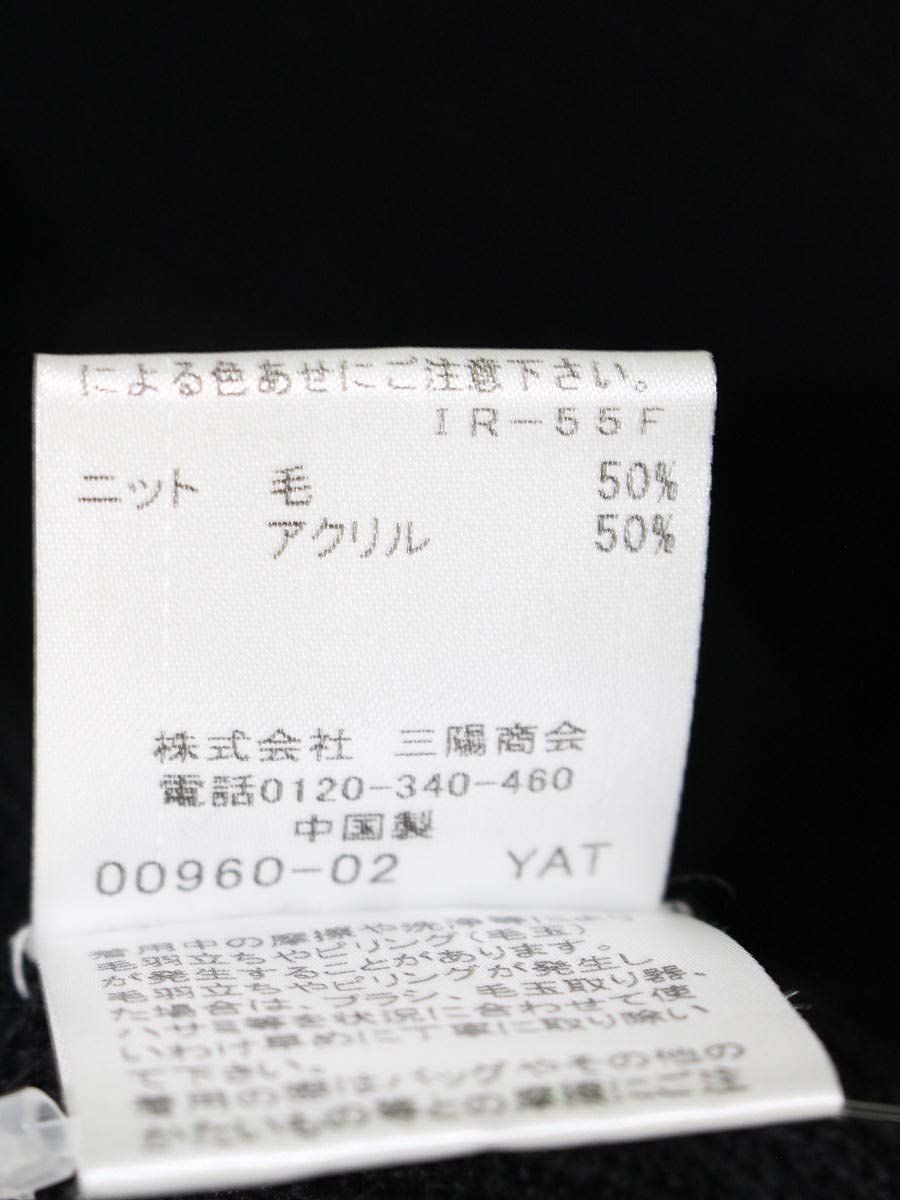 による色あせにご注意下さい。
IR-55F
ニット 毛 50%
アクリル 50%
株式会社 三陽商会
電話0120-340-460
中国製
00960-02 YAT
着用中の摩擦や洗浄等により
毛羽立ちやピリング(毛玉)
が発生することがあります。
毛羽立ちやピリングが発生し
た場合は、ブラシ、毛玉取り器、
ハサミ等を状況に合わせて使
いわけ早めに丁寧に取り除い
て下さい。
着用の際はバッグやその他の
かたいもの等との摩擦にご注